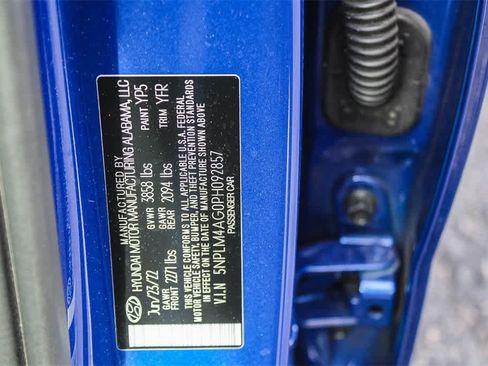 MANUFACTURED BY
HYUNDAI MOTOR MANUFACTURING ALABAMA, LLC
Jun/23/22 GVWR 3858 lbs PAINT YP5
GAWR FRONT 2271 lbs GAWR REAR 2094 lbs TRIM YFR
THIS VEHICLE CONFORMS TO ALL APPLICABLE U.S.A. FEDERAL
MOTOR VEHICLE SAFETY, BUMPER, AND THEFT PREVENTION STANDARDS
IN EFFECT ON THE DATE OF MANUFACTURE SHOWN ABOVE.
V.I.N 5NPLM4AG0PH092857
PASSENGER CAR